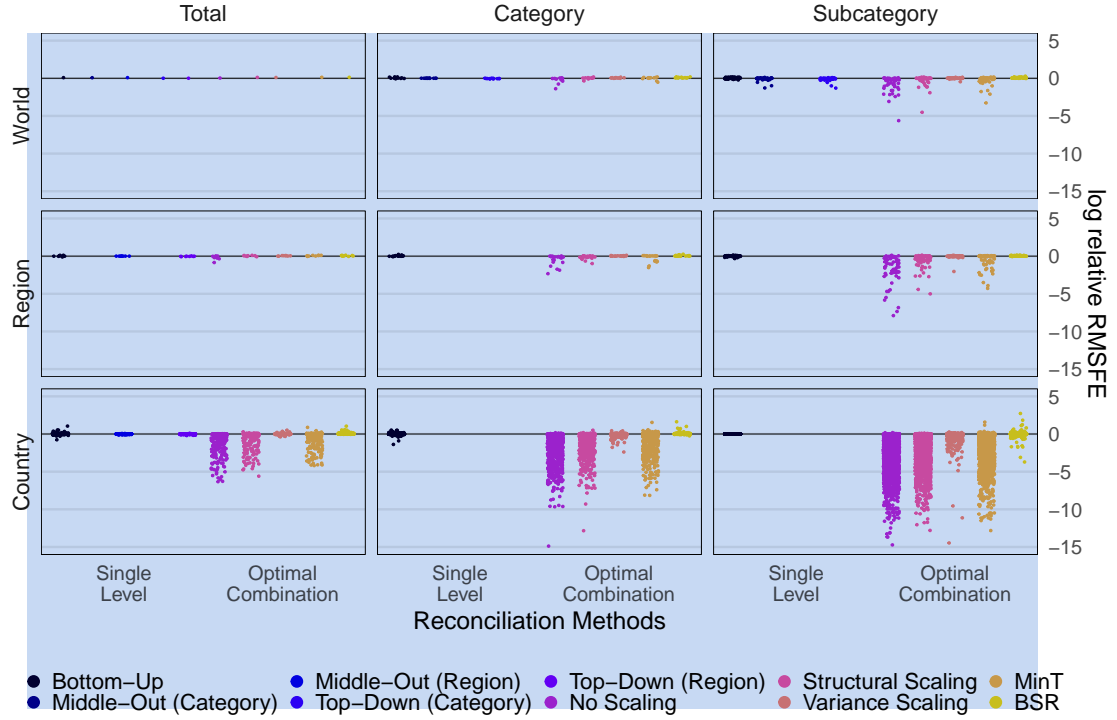 Total Category Subcategory
World
5
0
−5
−10
−15
Region
5
0
−5
−10
−15
Country
5
0
−5
−10
−15
log relative RMSFE
Single Level Optimal Combination Single Level Optimal Combination Single Level Optimal Combination
Reconciliation Methods
Bottom−Up Middle−Out (Region) Top−Down (Region) Structural Scaling MinT
Middle−Out (Category) Top−Down (Category) No Scaling Variance Scaling BSR